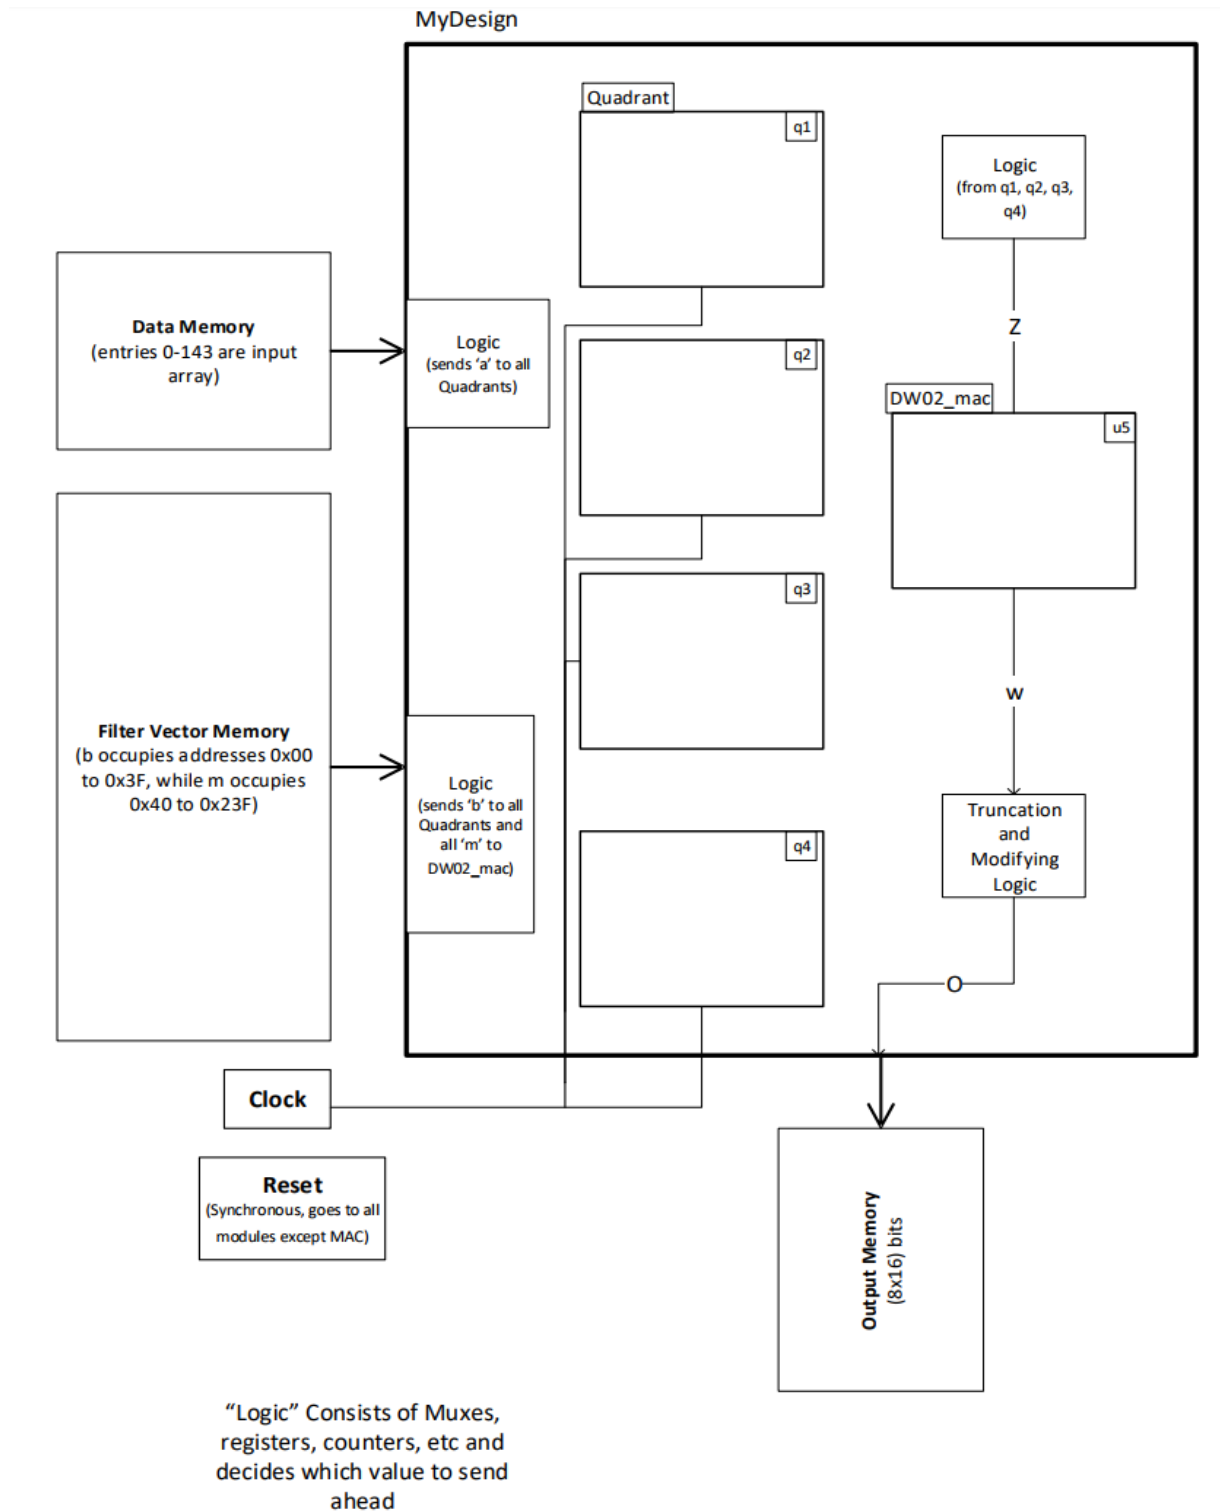 MyDesign
Quadrant
q1
Logic
(from q1, q2, q3,
q4)
Data Memory
(entries 0-143 are input
array)
Logic
(sends ‘a’ to all
Quadrants)
Z
q2
DW02_mac
u5
q3
Filter Vector Memory
(b occupies addresses 0x00
to 0x3F, while m occupies
0x40 to 0x23F)
Logic
(sends ‘b’ to all
Quadrants and
all ‘m’ to
DW02_mac)
w
Truncation
and
Modifying
Logic
q4
O
Clock
Reset
(Synchronous, goes to all
modules except MAC)
Output Memory
(8x16) bits
“Logic” Consists of Muxes,
registers, counters, etc and
decides which value to send
ahead